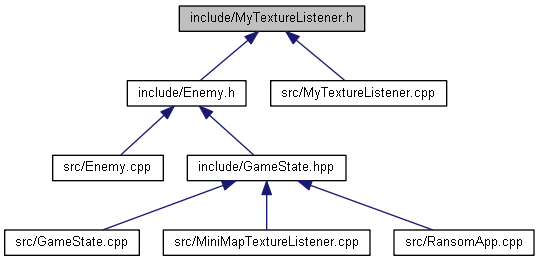 include/MyTextureListener.h
include/Enemy.h
src/MyTextureListener.cpp
src/Enemy.cpp
include/GameState.hpp
src/GameState.cpp
src/MiniMapTextureListener.cpp
src/RansomApp.cpp